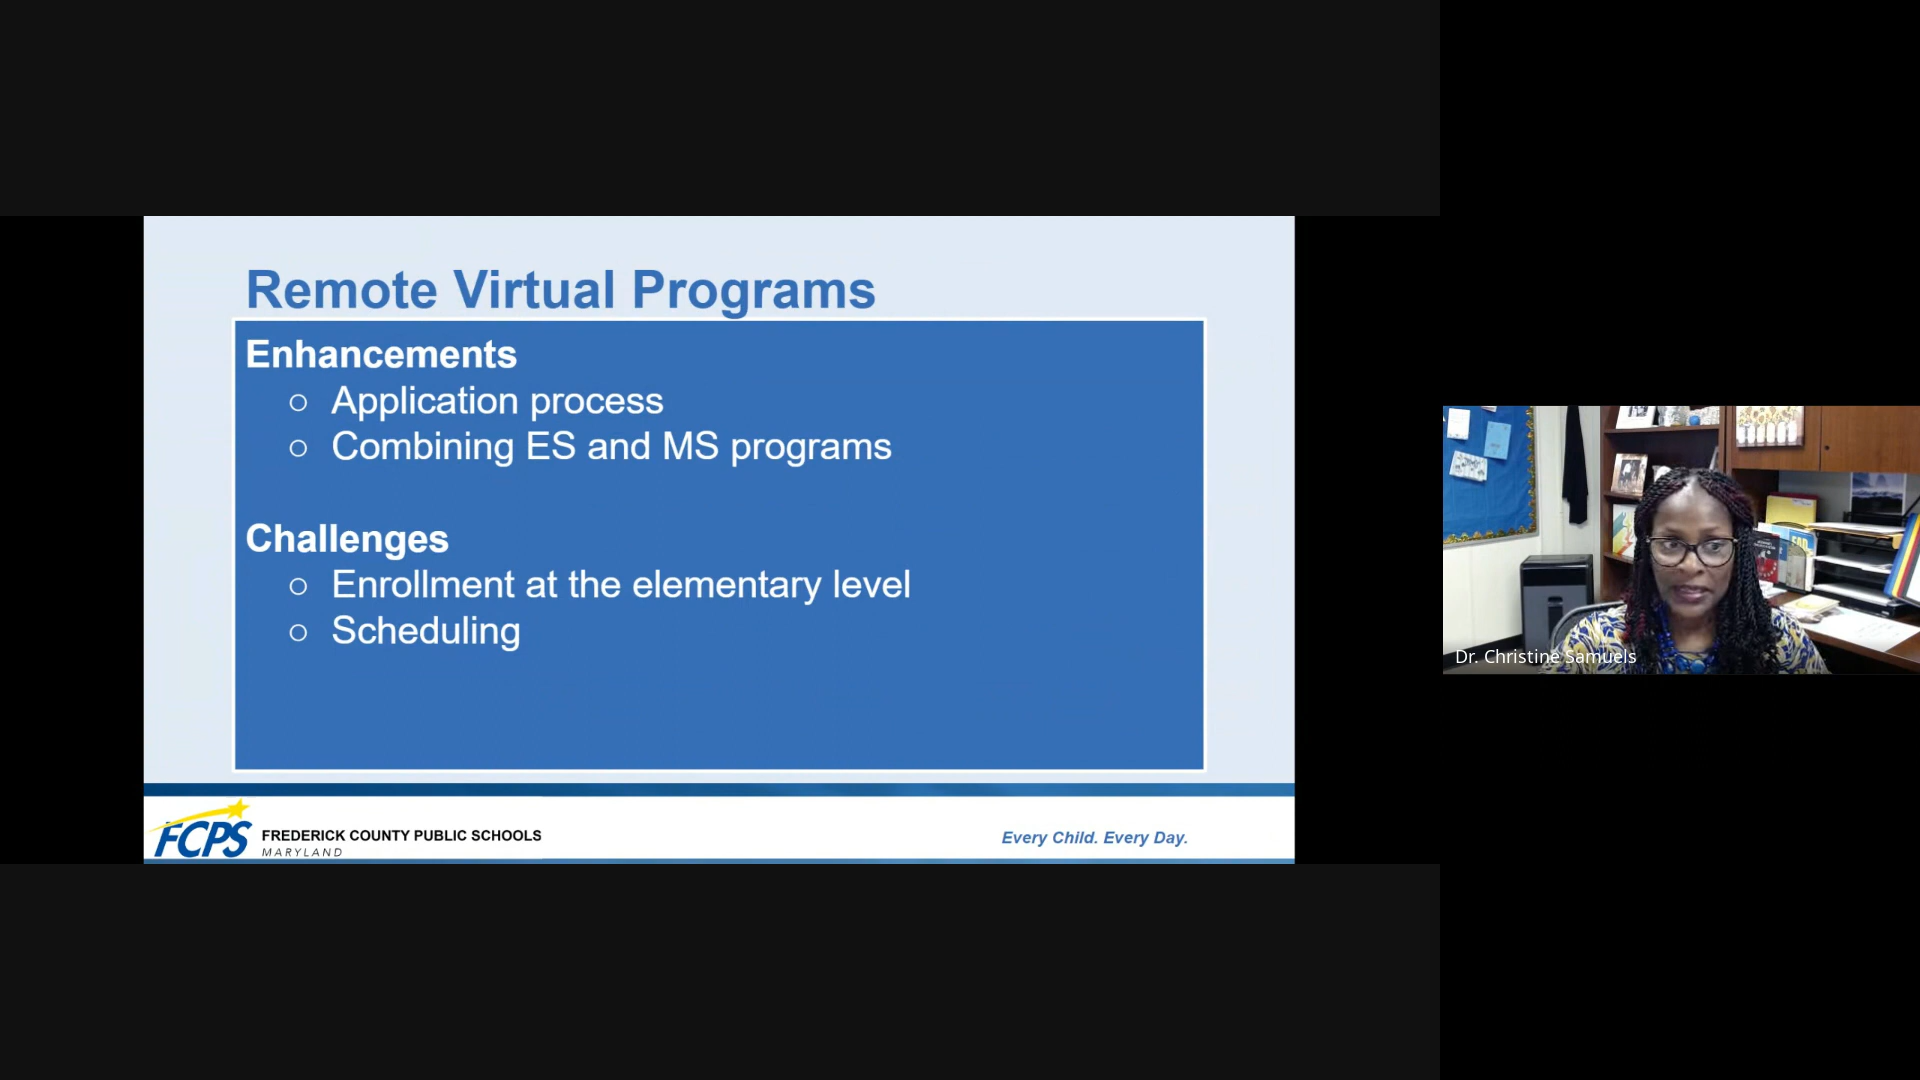 Remote Virtual Programs
Enhancements
○ Application process
○ Combining ES and MS programs
Challenges
○ Enrollment at the elementary level
○ Scheduling
FCPS
FREDERICK COUNTY PUBLIC SCHOOLS
MARYLAND
Every Child. Every Day.
Dr. Christine Samuels